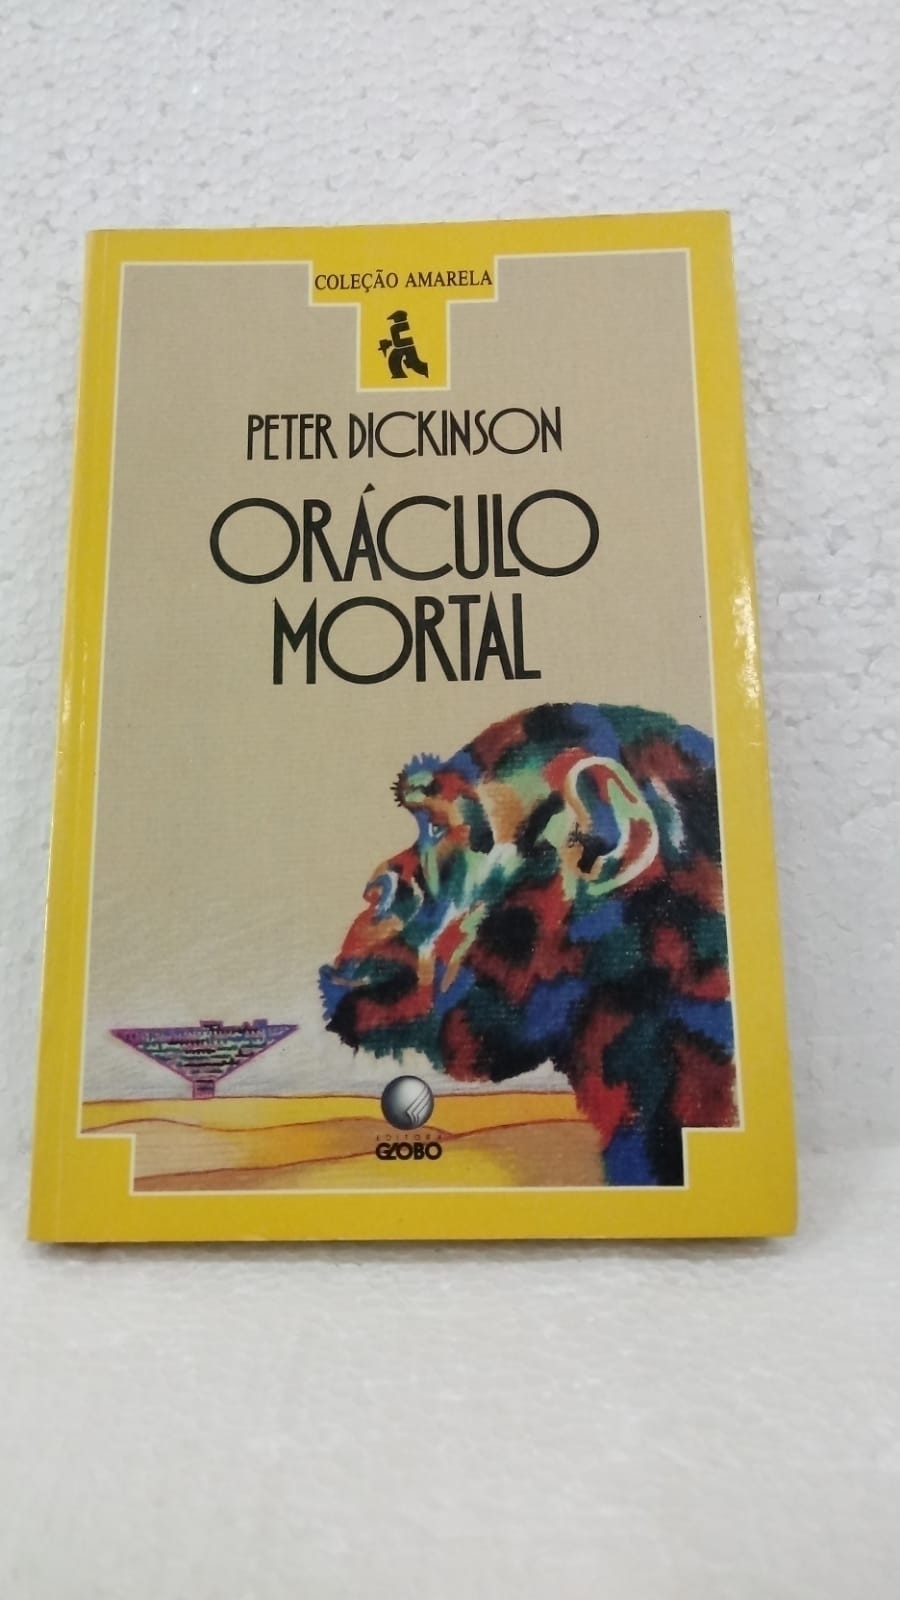 COLEÇÃO AMARELA
PETER DICKINSON
ORÁCULO
MORTAL
EDITORA
GLOBO